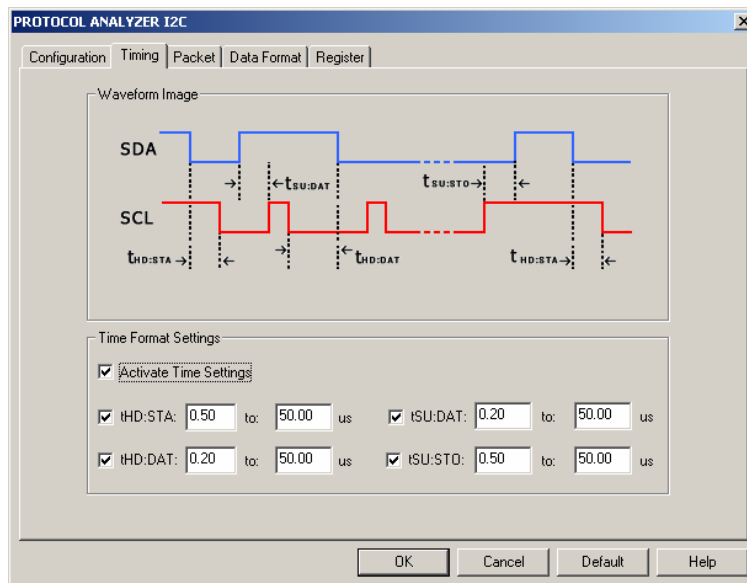 PROTOCOL ANALYZER I2C
Configuration Timing Packet Data Format Register
Waveform Image
SDA
tSU:DAT tSU:STO
SCL
tHD:STA tHD:DAT tHD:STA
Time Format Settings
Activate Time Settings
tHD:STA: 0.50 to: 50.00 us tSU:DAT: 0.20 to: 50.00 us
tHD:DAT: 0.20 to: 50.00 us tSU:STO: 0.50 to: 50.00 us
OK Cancel Default Help